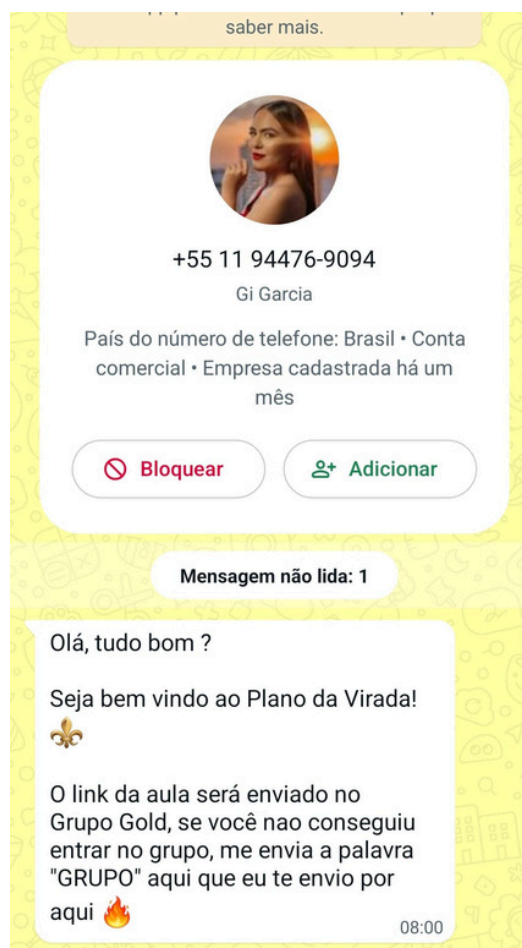 saber mais.
+55 11 94476-9094
Gi Garcia
País do número de telefone: Brasil • Conta
comercial • Empresa cadastrada há um
mês
Bloquear
Adicionar
Mensagem não lida: 1
Olá, tudo bom ?
Seja bem vindo ao Plano da Virada!
⚜️
O link da aula será enviado no
Grupo Gold, se você nao conseguiu
entrar no grupo, me envia a palavra
"GRUPO" aqui que eu te envio por
aqui 🔥
08:00